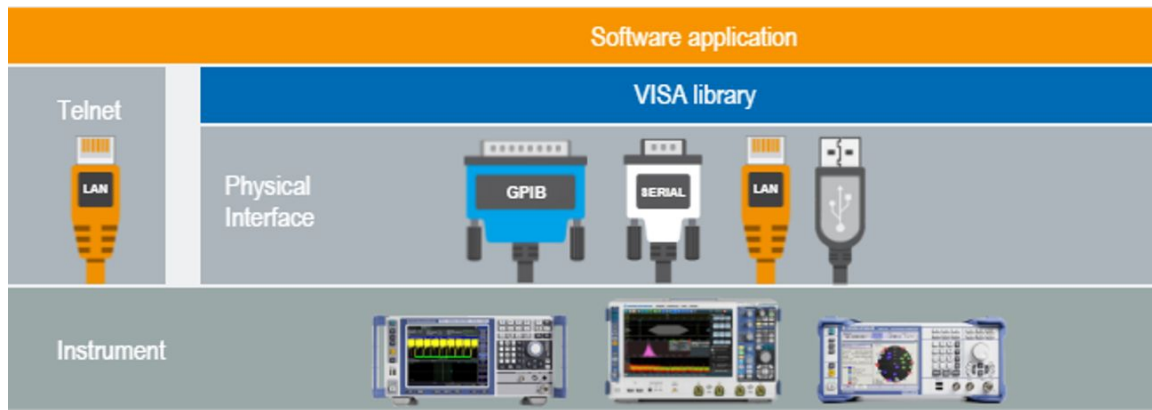 Software application
Telnet
VISA library
LAN
Physical
Interface
GPIB
SERIAL
LAN
Instrument